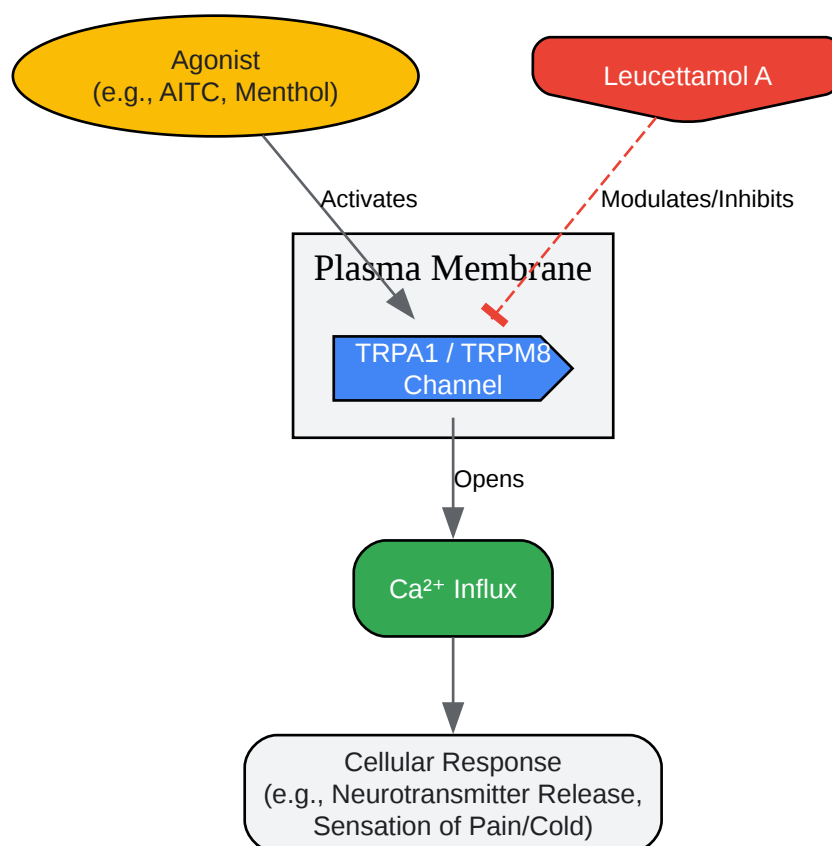 Agonist
(e.g., AITC, Menthol)
Leucettamol A
Activates
Modulates/Inhibits
Plasma Membrane
TRPA1 / TRPM8
Channel
Opens
Ca²⁺ Influx
Cellular Response
(e.g., Neurotransmitter Release,
Sensation of Pain/Cold)